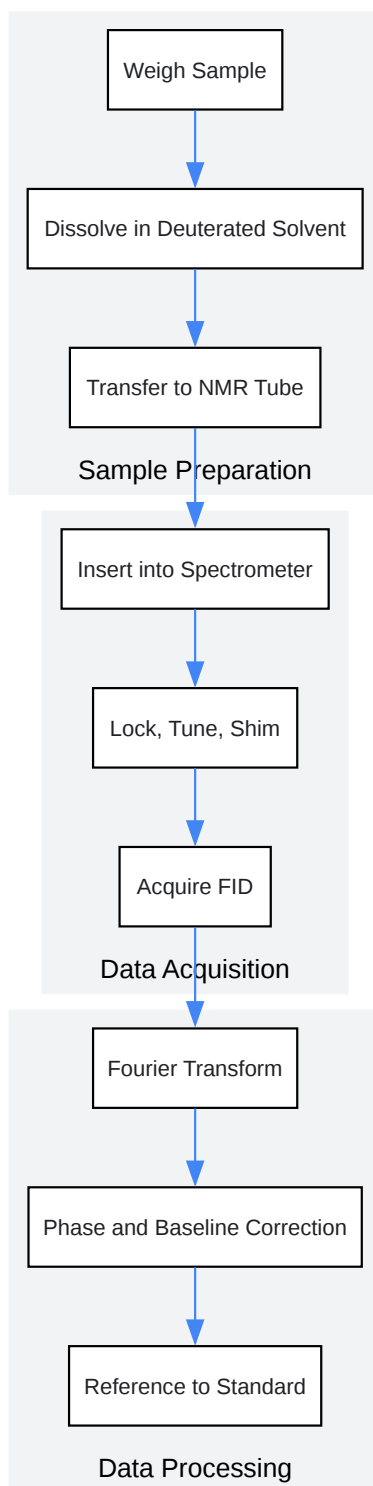 Weigh Sample
Dissolve in Deuterated Solvent
Transfer to NMR Tube
Sample Preparation
Insert into Spectrometer
Lock, Tune, Shim
Acquire FID
Data Acquisition
Fourier Transform
Phase and Baseline Correction
Reference to Standard
Data Processing